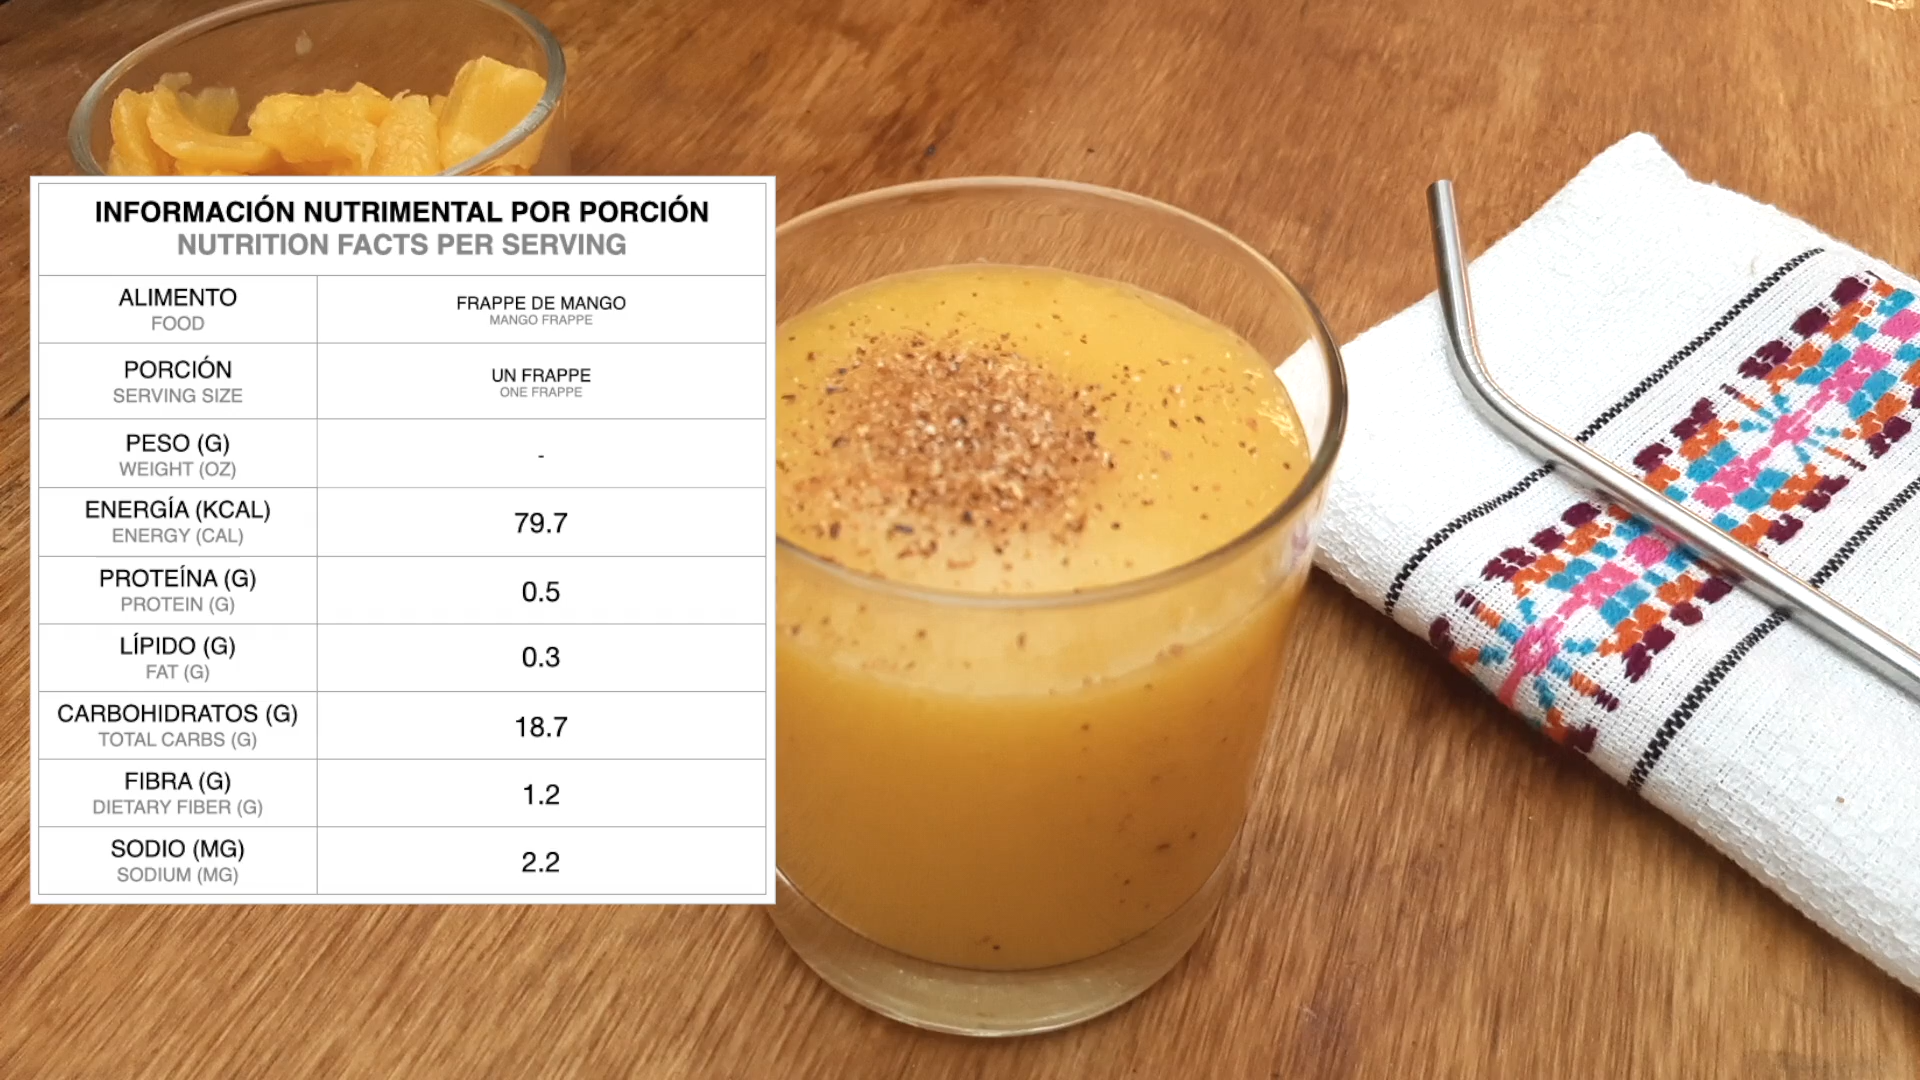 INFORMACIÓN NUTRIMENTAL POR PORCIÓN
NUTRITION FACTS PER SERVING
ALIMENTO
FOOD
FRAPPE DE MANGO
MANGO FRAPPE
PORCIÓN
SERVING SIZE
UN FRAPPE
ONE FRAPPE
PESO (G)
WEIGHT (OZ)
-
ENERGÍA (KCAL)
ENERGY (CAL)
79.7
PROTEÍNA (G)
PROTEIN (G)
0.5
LÍPIDO (G)
FAT (G)
0.3
CARBOHIDRATOS (G)
TOTAL CARBS (G)
18.7
FIBRA (G)
DIETARY FIBER (G)
1.2
SODIO (MG)
SODIUM (MG)
2.2